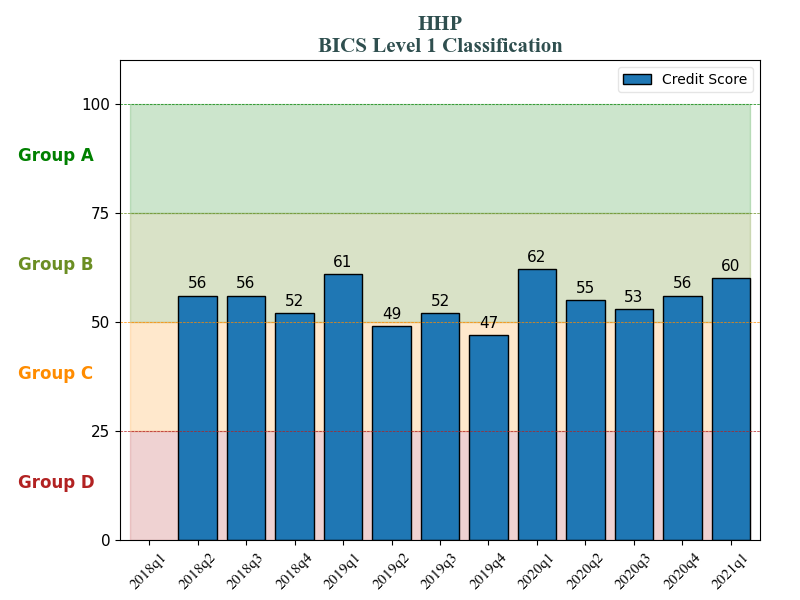 HHP
BICS Level 1 Classification
Credit Score
100
Group A
75
Group B
50
Group C
25
Group D
0
56
56
52
61
49
52
47
62
55
53
56
60
2018q1
2018q2
2018q3
2018q4
2019q1
2019q2
2019q3
2019q4
2020q1
2020q2
2020q3
2020q4
2021q1